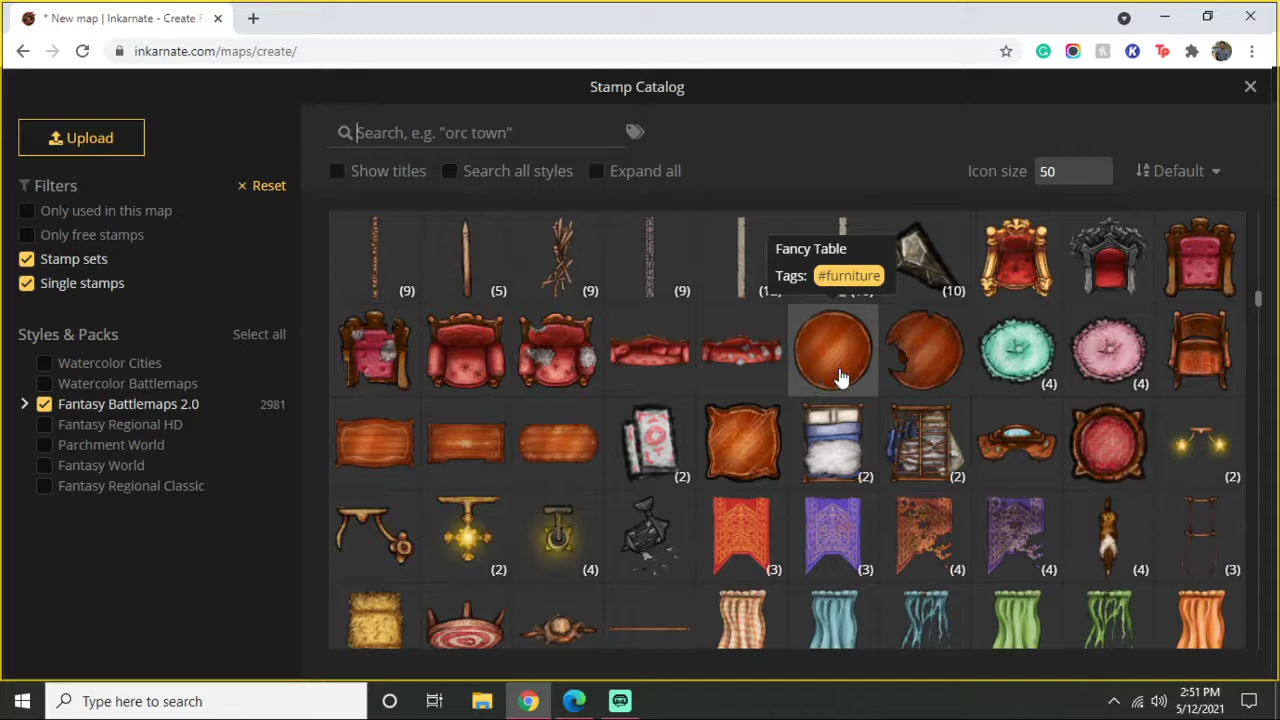 * New map | Inkarnate - Create F
inkarnate.com/maps/create/
Stamp Catalog
Upload
Search, e.g. "orc town"
Show titles
Search all styles
Expand all
Icon size
50
Default
Filters
Reset
Only used in this map
Only free stamps
Stamp sets
Single stamps
Styles & Packs
Select all
Watercolor Cities
Watercolor Battlemaps
Fantasy Battlemaps 2.0
2981
Fantasy Regional HD
Parchment World
Fantasy World
Fantasy Regional Classic
Fancy Table
Tags: #furniture
(9) (5) (9) (9) (10)
(4) (4)
(2) (2) (2) (2)
(2) (4) (3) (3) (4) (4) (4) (3)
Type here to search
2:51 PM
5/12/2021